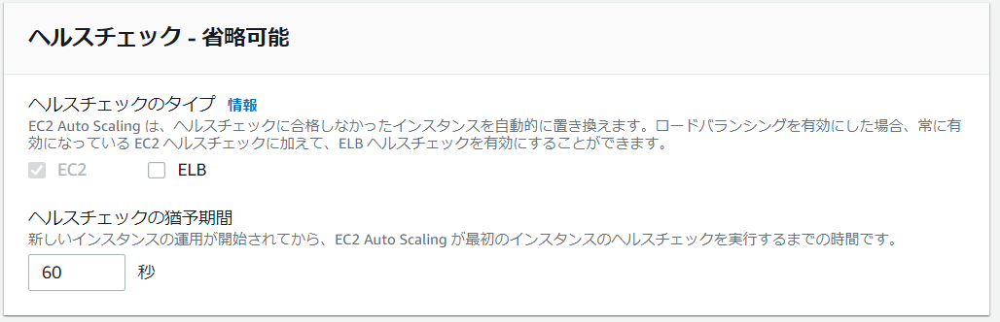 ヘルスチェック - 省略可能
ヘルスチェックのタイプ 情報
EC2 Auto Scaling は、ヘルスチェックに合格しなかったインスタンスを自動的に置き換えます。ロードバランシングを有効にした場合、常に有
効になっている EC2 ヘルスチェックに加えて、ELB ヘルスチェックを有効にすることができます。
EC2 ELB
ヘルスチェックの猶予期間
新しいインスタンスの運用が開始されてから、EC2 Auto Scaling が最初のインスタンスのヘルスチェックを実行するまでの時間です。
60 秒